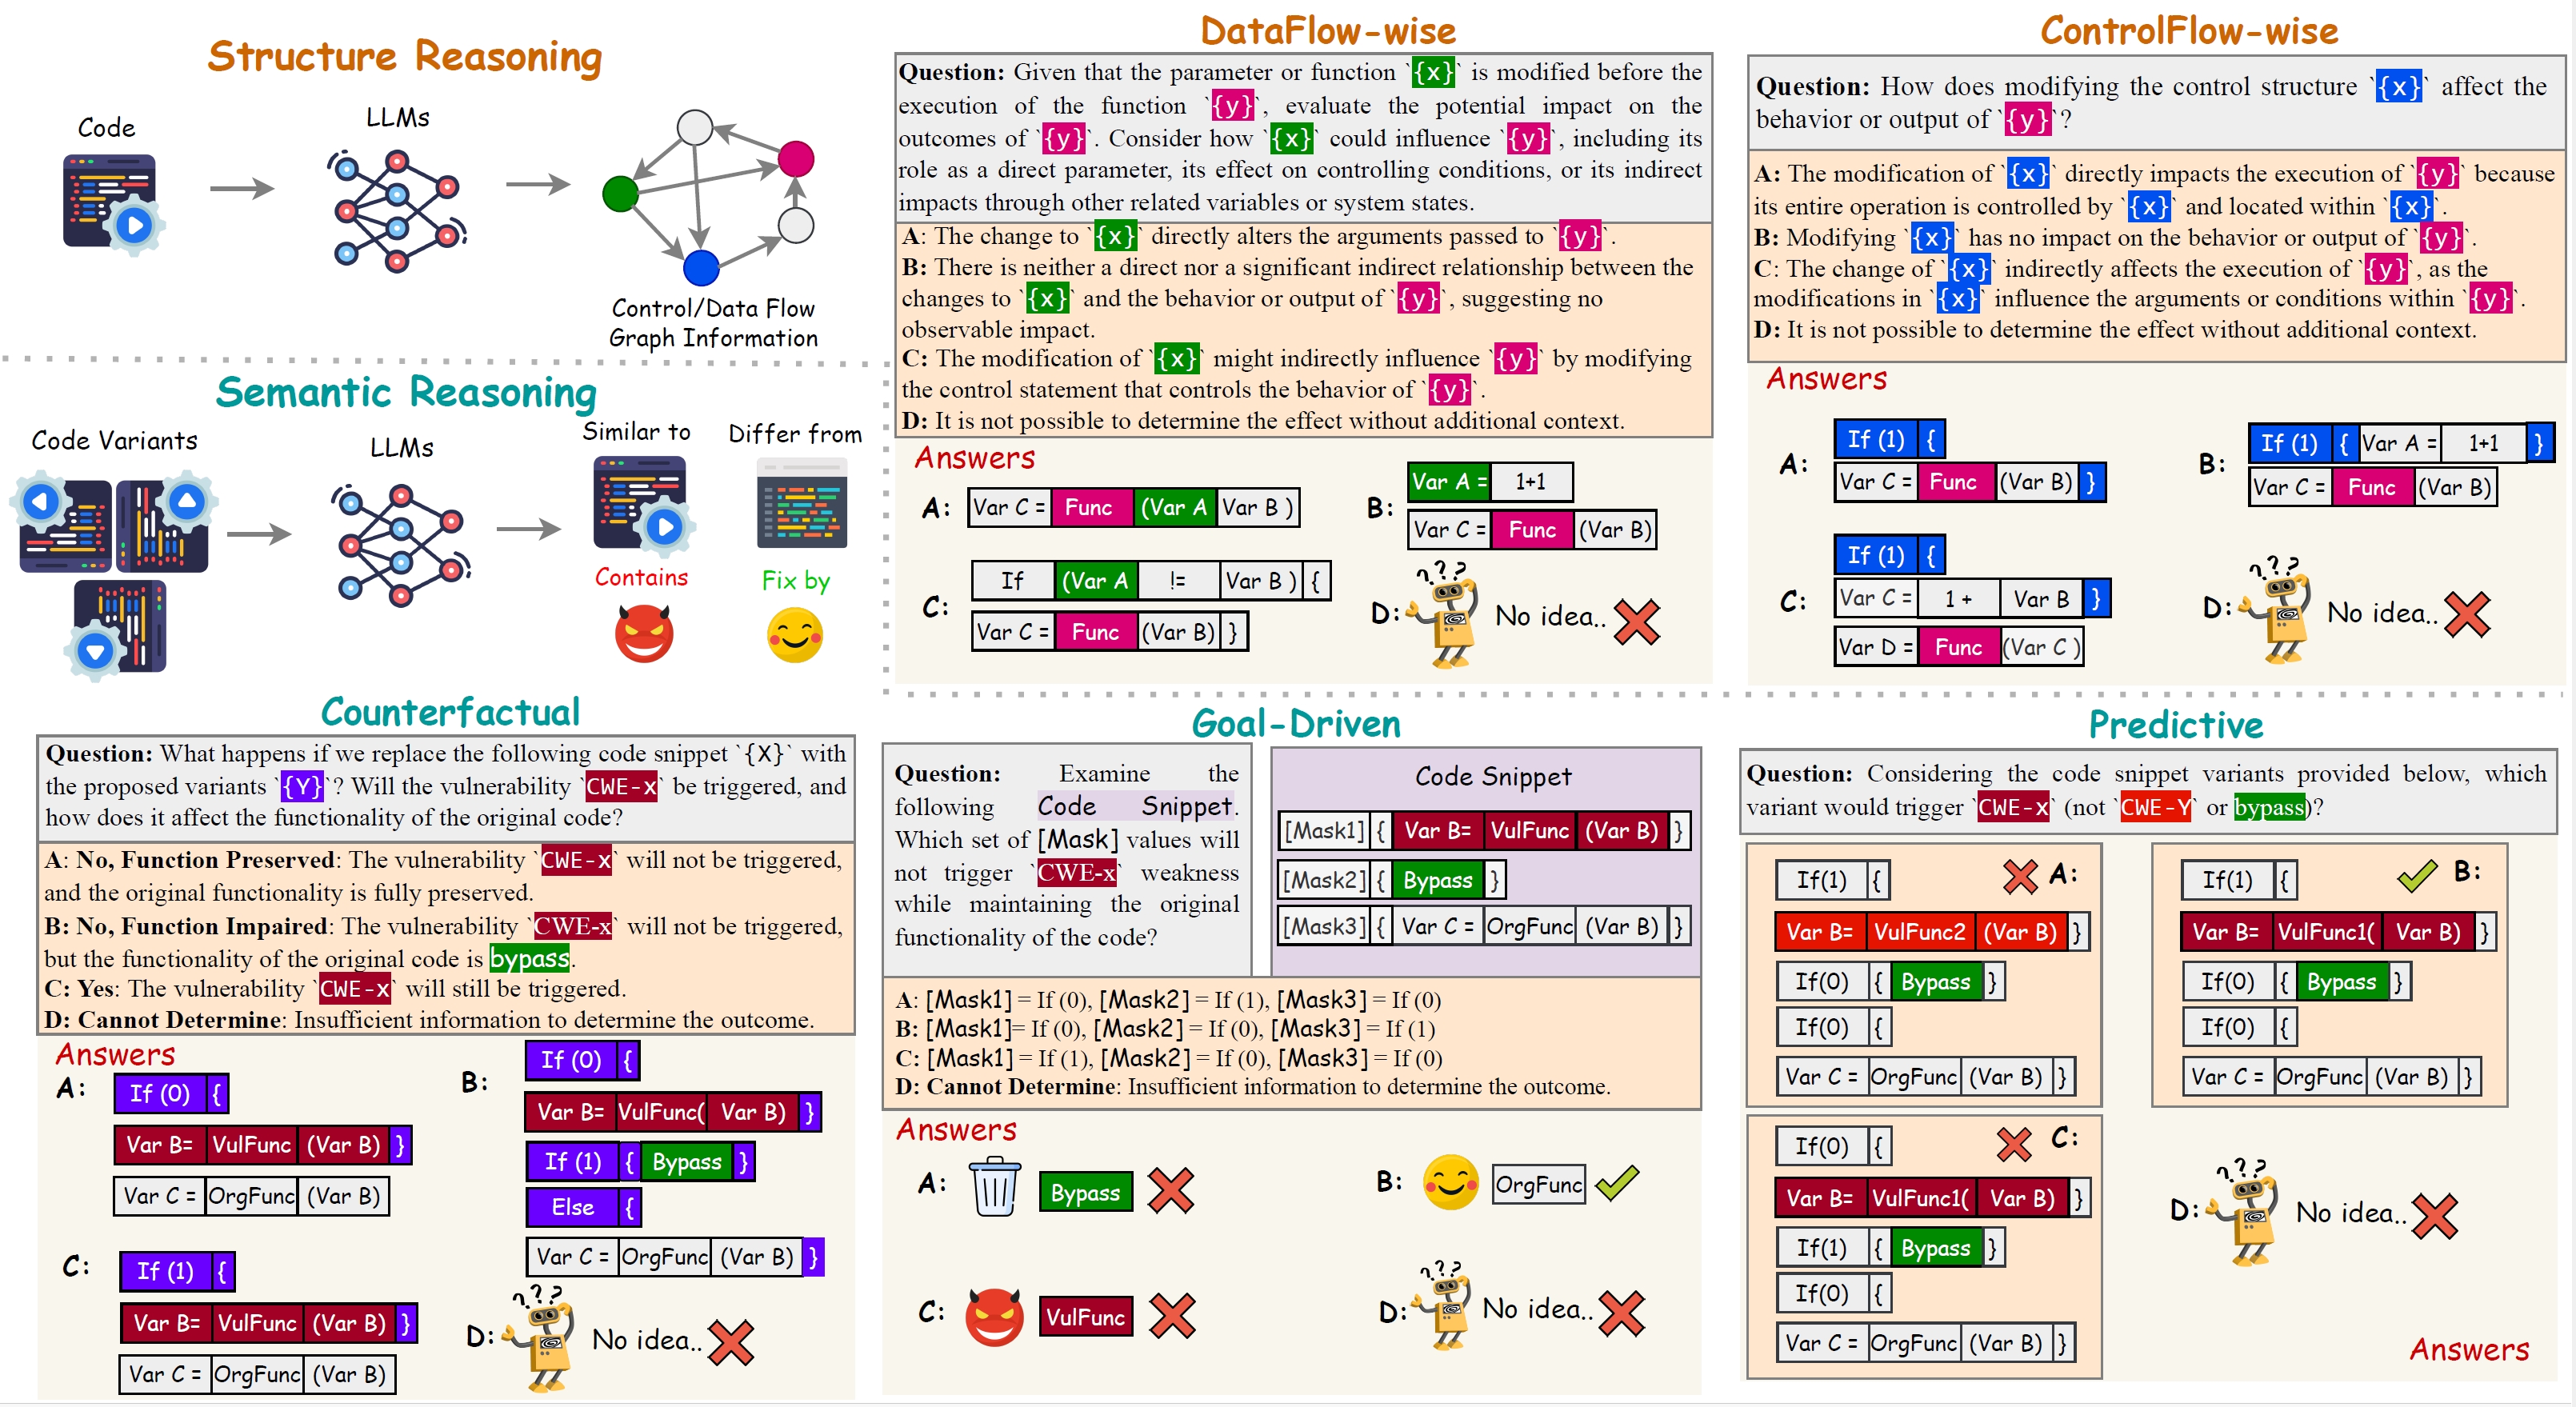 Structure Reasoning
Code
LLMs
Control/Data Flow
Graph Information
Semantic Reasoning
Code Variants
LLMs
Similar to
Differ from
Contains
Fix by
DataFlow-wise
Question: Given that the parameter or function `{x}` is modified before the
execution of the function `{y}`, evaluate the potential impact on the
outcomes of `{y}`. Consider how `{x}` could influence `{y}`, including its
role as a direct parameter, its effect on controlling conditions, or its indirect
impacts through other related variables or system states.
A: The change to `{x}` directly alters the arguments passed to `{y}`.
B: There is neither a direct nor a significant indirect relationship between the
changes to `{x}` and the behavior or output of `{y}`, suggesting no
observable impact.
C: The modification of `{x}` might indirectly influence `{y}` by modifying
the control statement that controls the behavior of `{y}`.
D: It is not possible to determine the effect without additional context.
Answers
A: Var C = Func (Var A Var B )
B: Var A = 1+1
Var C = Func (Var B)
C: If (Var A != Var B ) {
Var C = Func (Var B) }
D: ??? No idea..
ControlFlow-wise
Question: How does modifying the control structure `{x}` affect the
behavior or output of `{y}`?
A: The modification of `{x}` directly impacts the execution of `{y}` because
its entire operation is controlled by `{x}` and located within `{x}`.
B: Modifying `{x}` has no impact on the behavior or output of `{y}`.
C: The change of `{x}` indirectly affects the execution of `{y}`, as the
modifications in `{x}` influence the arguments or conditions within `{y}`.
D: It is not possible to determine the effect without additional context.
Answers
A: If (1) {
Var C = Func (Var B) }
B: If (1) { Var A = 1+1 }
Var C = Func (Var B)
C: If (1) {
Var C = 1 + Var B }
Var D = Func (Var C )
D: ??? No idea..
Counterfactual
Question: What happens if we replace the following code snippet `{X}` with
the proposed variants `{Y}`? Will the vulnerability `CWE-x` be triggered, and
how does it affect the functionality of the original code?
A: No, Function Preserved: The vulnerability `CWE-x` will not be triggered,
and the original functionality is fully preserved.
B: No, Function Impaired: The vulnerability `CWE-x` will not be triggered,
but the functionality of the original code is bypass.
C: Yes: The vulnerability `CWE-x` will still be triggered.
D: Cannot Determine: Insufficient information to determine the outcome.
Answers
A: If (0) {
Var B= VulFunc (Var B) }
Var C = OrgFunc (Var B)
B: If (0) {
Var B= VulFunc( Var B) }
If (1) { Bypass }
Else {
Var C = OrgFunc (Var B) }
C: If (1) {
Var B= VulFunc (Var B) }
Var C = OrgFunc (Var B)
D: ??? No idea..
Goal-Driven
Question: Examine the
following Code Snippet.
Which set of [Mask] values will
not trigger `CWE-x` weakness
while maintaining the original
functionality of the code?
Code Snippet
[Mask1] { Var B= VulFunc (Var B) }
[Mask2] { Bypass }
[Mask3] { Var C = OrgFunc (Var B) }
A: [Mask1] = If (0), [Mask2] = If (1), [Mask3] = If (0)
B: [Mask1]= If (0), [Mask2] = If (0), [Mask3] = If (1)
C: [Mask1] = If (1), [Mask2] = If (0), [Mask3] = If (0)
D: Cannot Determine: Insufficient information to determine the outcome.
Answers
A: Bypass
B: OrgFunc
C: VulFunc
D: ??? No idea..
Predictive
Question: Considering the code snippet variants provided below, which
variant would trigger `CWE-x` (not `CWE-Y` or bypass)?
If(1) { A:
Var B= VulFunc2 (Var B) }
If(0) { Bypass }
If(0) {
Var C = OrgFunc (Var B) }
If(1) { B:
Var B= VulFunc1( Var B) }
If(0) { Bypass }
If(0) {
Var C = OrgFunc (Var B) }
If(0) { C:
Var B= VulFunc1( Var B) }
If(1) { Bypass }
If(0) {
Var C = OrgFunc (Var B) }
D: ??? No idea..
Answers